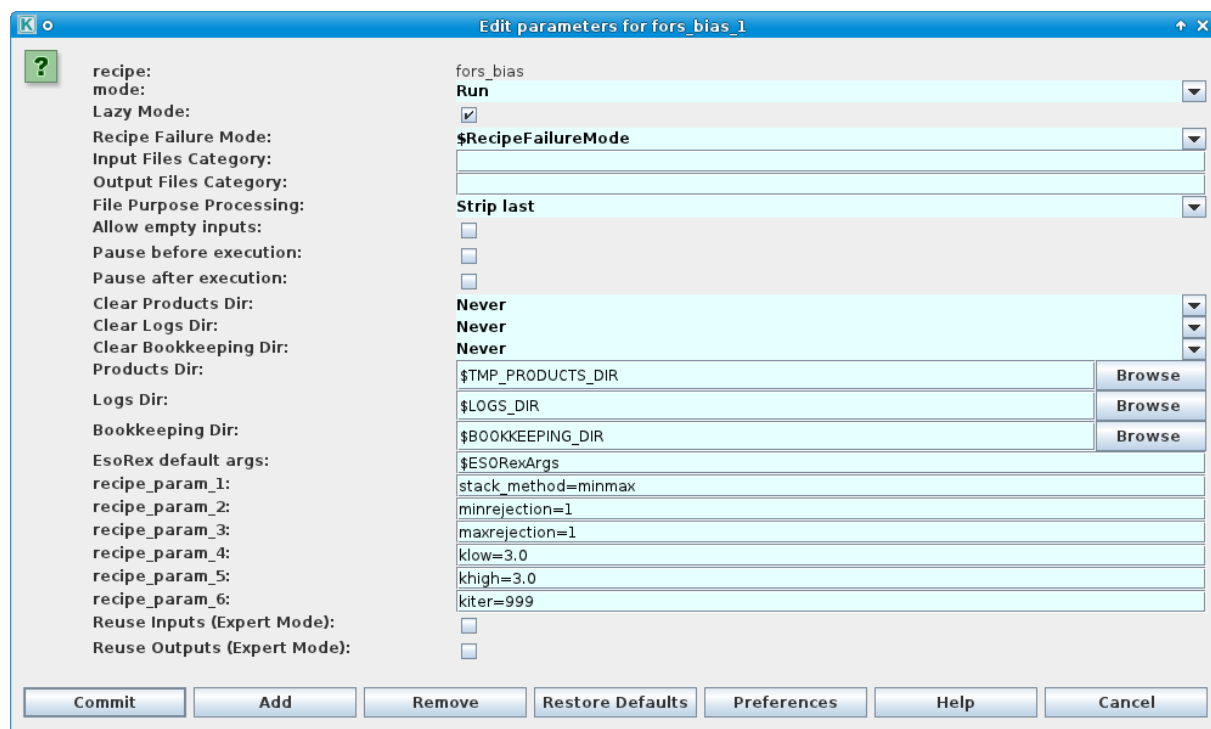 Edit parameters for fors_bias_1
?
recipe: fors_bias
mode: Run
Lazy Mode:
Recipe Failure Mode: $RecipeFailureMode
Input Files Category:
Output Files Category:
File Purpose Processing: Strip last
Allow empty inputs:
Pause before execution:
Pause after execution:
Clear Products Dir: Never
Clear Logs Dir: Never
Clear Bookkeeping Dir: Never
Products Dir: $TMP_PRODUCTS_DIR Browse
Logs Dir: $LOGS_DIR Browse
Bookkeeping Dir: $BOOKKEEPING_DIR Browse
EsoRex default args: $ESORexArgs
recipe_param_1: stack_method=minmax
recipe_param_2: minrejection=1
recipe_param_3: maxrejection=1
recipe_param_4: klow=3.0
recipe_param_5: khigh=3.0
recipe_param_6: kiter=999
Reuse Inputs (Expert Mode):
Reuse Outputs (Expert Mode):
Commit Add Remove Restore Defaults Preferences Help Cancel